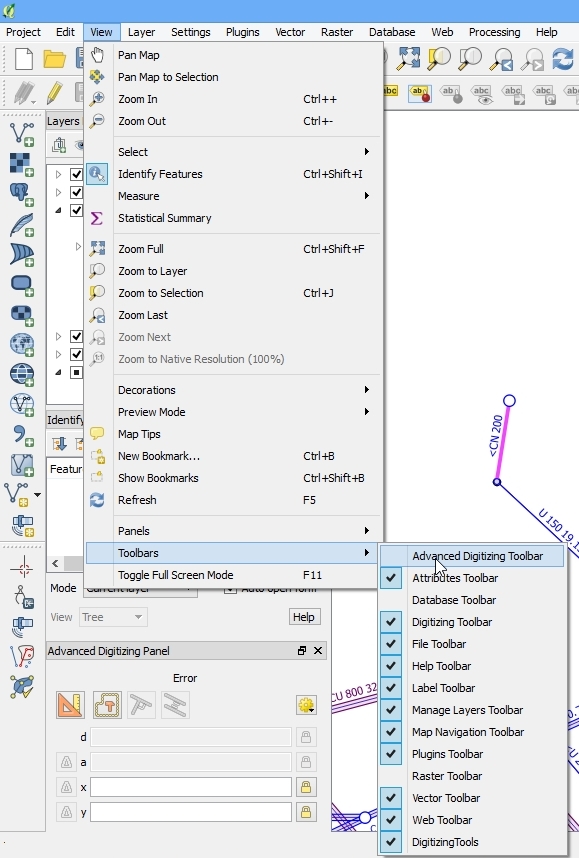 Project Edit View Layer Settings Plugins Vector Raster Database Web Processing Help
Pan Map
Pan Map to Selection
Zoom In Ctrl++
Zoom Out Ctrl+-
Select
Identify Features Ctrl+Shift+I
Measure
Statistical Summary
Zoom Full Ctrl+Shift+F
Zoom to Layer
Zoom to Selection Ctrl+J
Zoom Last
Zoom Next
Zoom to Native Resolution (100%)
Decorations
Preview Mode
Map Tips
New Bookmark... Ctrl+B
Show Bookmarks Ctrl+Shift+B
Refresh F5
Panels
Toolbars
Toggle Full Screen Mode F11
Advanced Digitizing Toolbar
Attributes Toolbar
Database Toolbar
Digitizing Toolbar
File Toolbar
Help Toolbar
Label Toolbar
Manage Layers Toolbar
Map Navigation Toolbar
Plugins Toolbar
Raster Toolbar
Vector Toolbar
Web Toolbar
DigitizingTools
abc
ab
ab
abc
ab
abc
Layers
Identify
Featur
Mode Current layer Auto open form
View Tree Help
Advanced Digitizing Panel
Error
d
a
x
y
<CN 200
U 150 19.1
CU 800 32